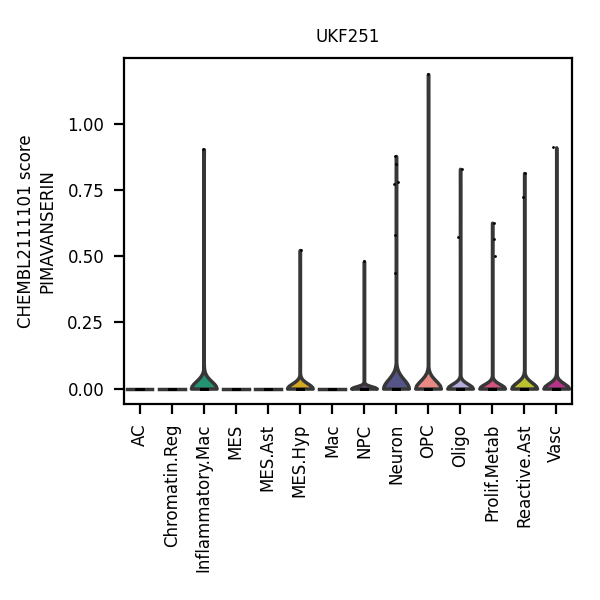 UKF251
CHEMBL2111101 score
PIMAVANSERIN
1.00
0.75
0.50
0.25
0.00
AC
Chromatin.Reg
Inflammatory.Mac
MES
MES.Ast
MES.Hyp
Mac
NPC
Neuron
OPC
Oligo
Prolif.Metab
Reactive.Ast
Vasc